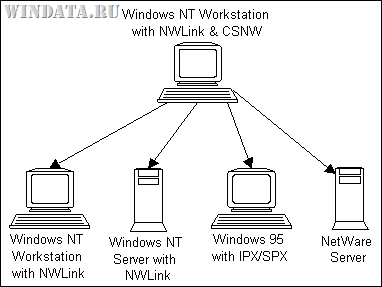 WINDATA.RU
Windows NT Workstation
with NWLink & CSNW
Windows NT
Workstation
with NWLink
Windows NT
Server with
NWLink
Windows 95
with IPX/SPX
NetWare
Server